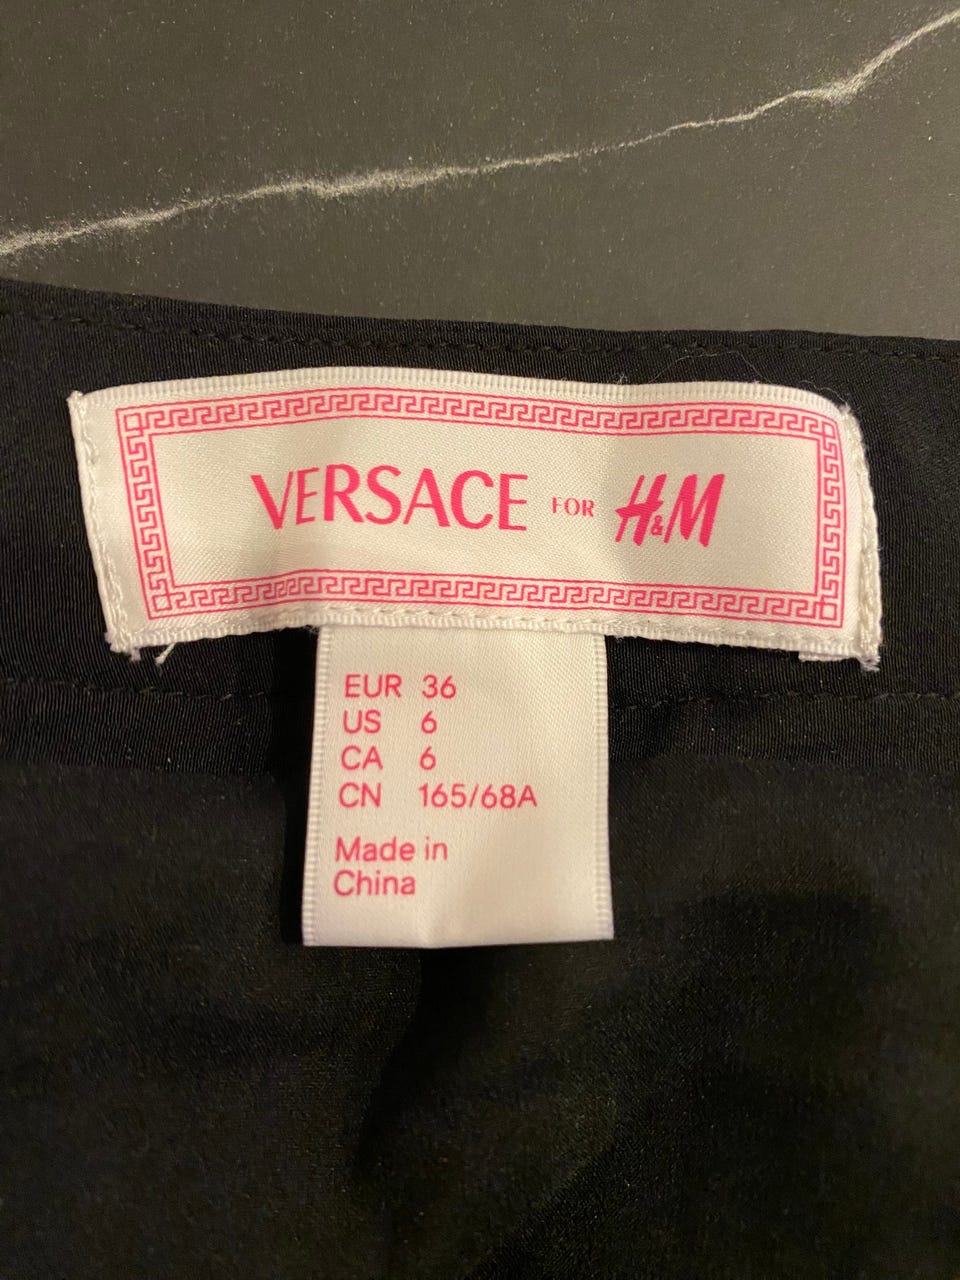 VERSACE FOR H&M
EUR 36
US 6
CA 6
CN 165/68A
Made in
China